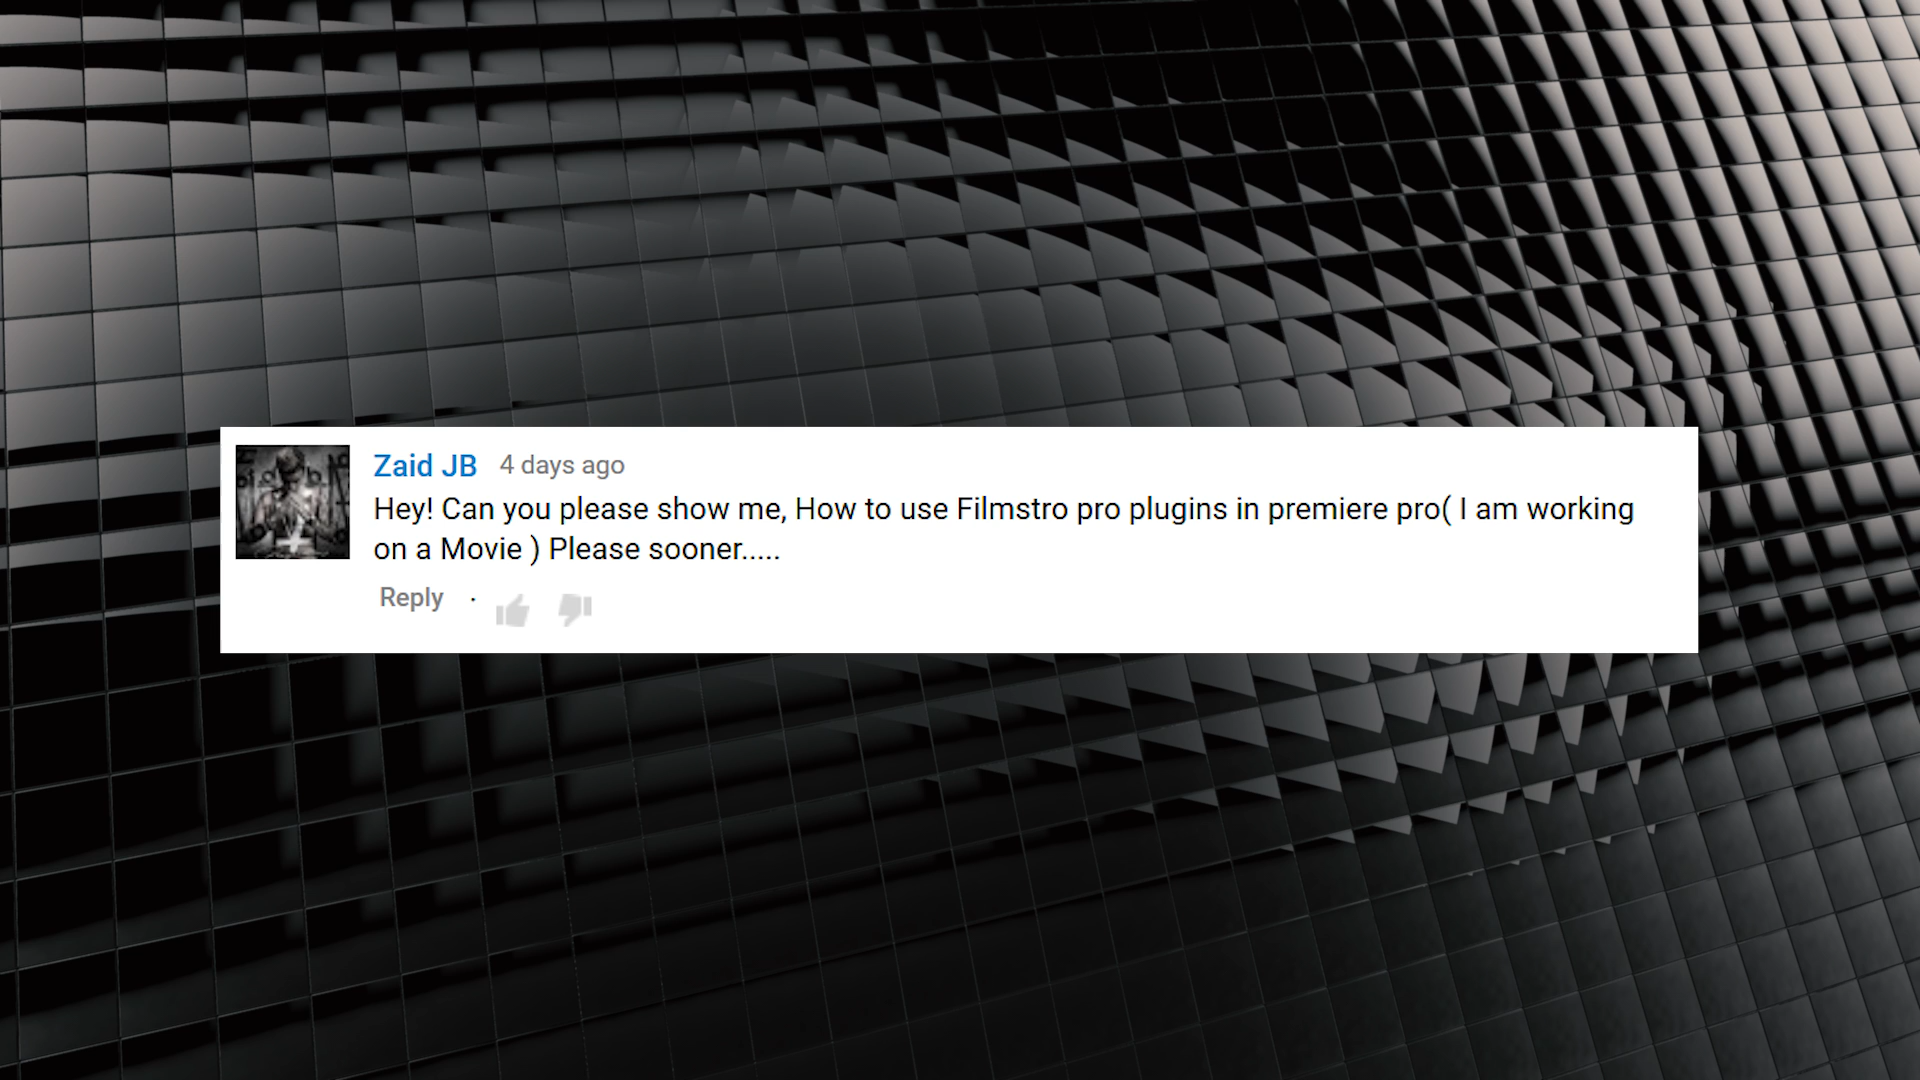 Zaid JB 4 days ago
Hey! Can you please show me, How to use Filmstro pro plugins in premiere pro( I am working
on a Movie ) Please sooner.....
Reply ·